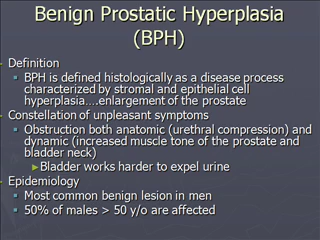 Benign Prostatic Hyperplasia
(BPH)
Definition
BPH is defined histologically as a disease process
characterized by stromal and epithelial cell
hyperplasia….enlargement of the prostate
Constellation of unpleasant symptoms
Obstruction both anatomic (urethral compression) and
dynamic (increased muscle tone of the prostate and
bladder neck)
Bladder works harder to expel urine
Epidemiology
Most common benign lesion in men
50% of males > 50 y/o are affected